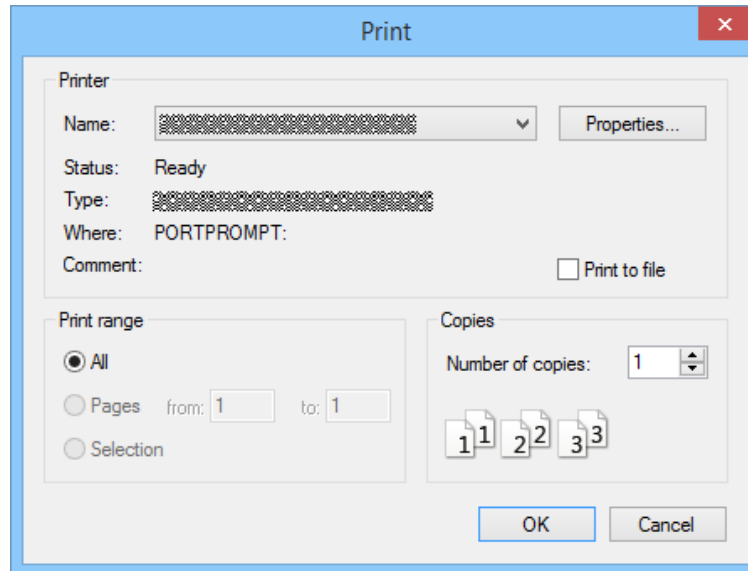 Print
Printer
Name:
Properties...
Status: Ready
Type:
Where: PORTPROMPT:
Comment:
Print to file
Print range
All
Pages from: 1 to: 1
Selection
Copies
Number of copies: 1
1 1 2 2 3 3
OK Cancel